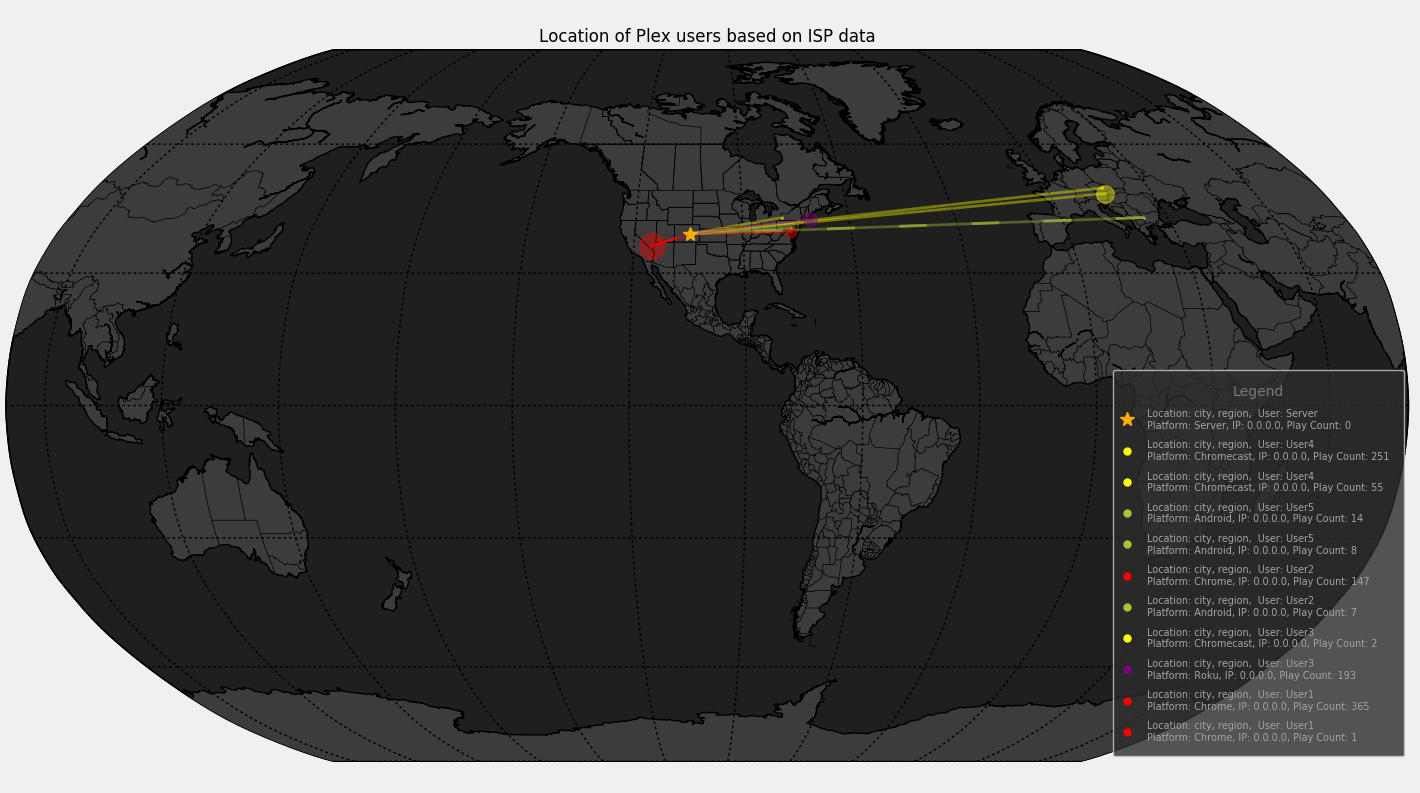 Location of Plex users based on ISP data
Legend
Location: city, region,  User: Server
Platform: Server, IP: 0.0.0.0, Play Count: 0
Location: city, region,  User: User4
Platform: Chromecast, IP: 0.0.0.0, Play Count: 251
Location: city, region,  User: User4
Platform: Chromecast, IP: 0.0.0.0, Play Count: 55
Location: city, region,  User: User5
Platform: Android, IP: 0.0.0.0, Play Count: 14
Location: city, region,  User: User5
Platform: Android, IP: 0.0.0.0, Play Count: 8
Location: city, region,  User: User2
Platform: Chrome, IP: 0.0.0.0, Play Count: 147
Location: city, region,  User: User2
Platform: Android, IP: 0.0.0.0, Play Count: 7
Location: city, region,  User: User3
Platform: Chromecast, IP: 0.0.0.0, Play Count: 2
Location: city, region,  User: User3
Platform: Roku, IP: 0.0.0.0, Play Count: 193
Location: city, region,  User: User1
Platform: Chrome, IP: 0.0.0.0, Play Count: 365
Location: city, region,  User: User1
Platform: Chrome, IP: 0.0.0.0, Play Count: 1